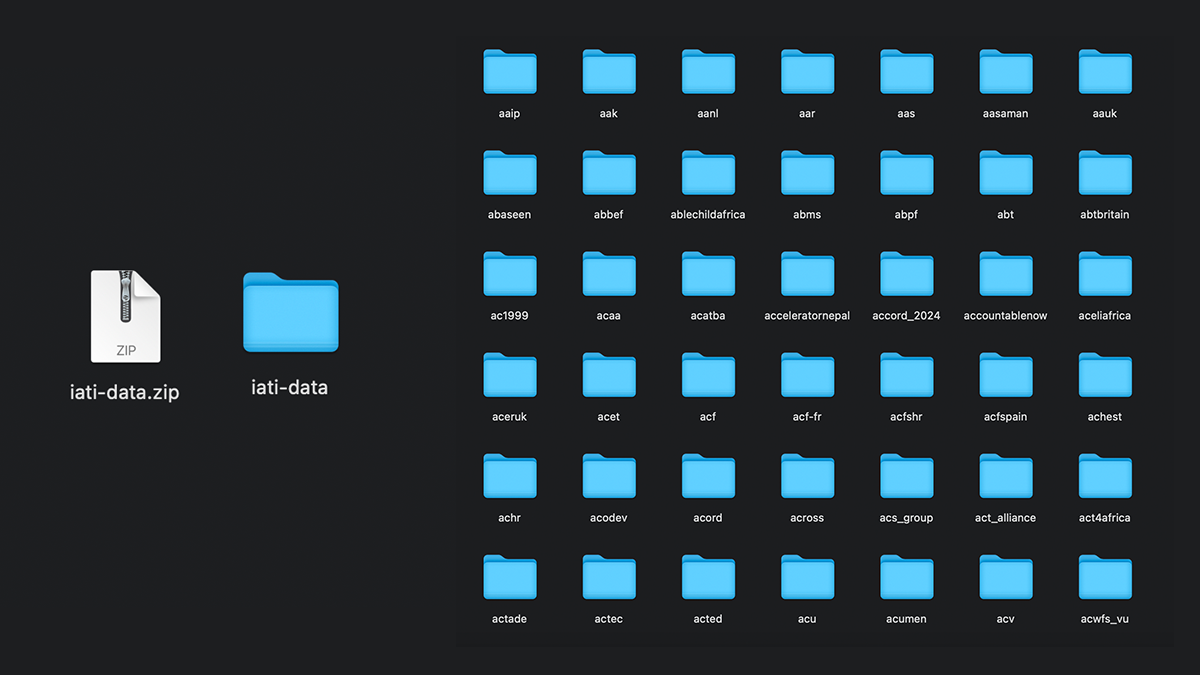 ZIP
iati-data.zip
iati-data
aaip aak aanl aar aas aasaman aauk
abaseen abbef ablechildafrica abms abpf abt abtbritain
ac1999 acaa acatba acceleratornepal accord_2024 accountablenow aceliafrica
aceruk acet acf acf-fr acfshr acfspain achest
achr acodev acord across acs_group act_alliance act4africa
actade actec acted acu acumen acv acwfs_vu